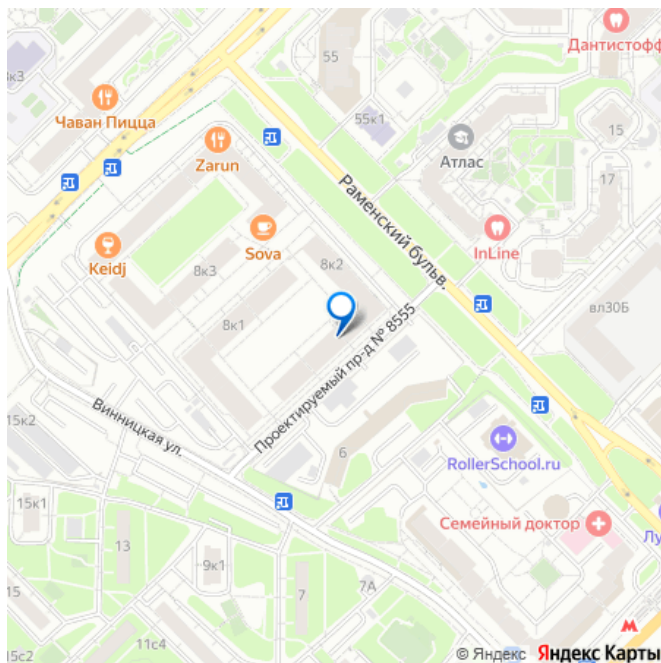 Дантистофф
8к3
55
Чаван Пицца
55к1
15
Zarun
Атлас
17
Раменский бульв.
InLine
Sova
8к2
Keidj
8к3
8к1
вл30Б
Проектируемый пр-д № 8555
15к2
Винницкая ул.
6
RollerSchool.ru
15к1
Семейный доктор
13
Лу
9к1
15
7А
7
11с4
15с2
© Яндекс Яндекс Карты